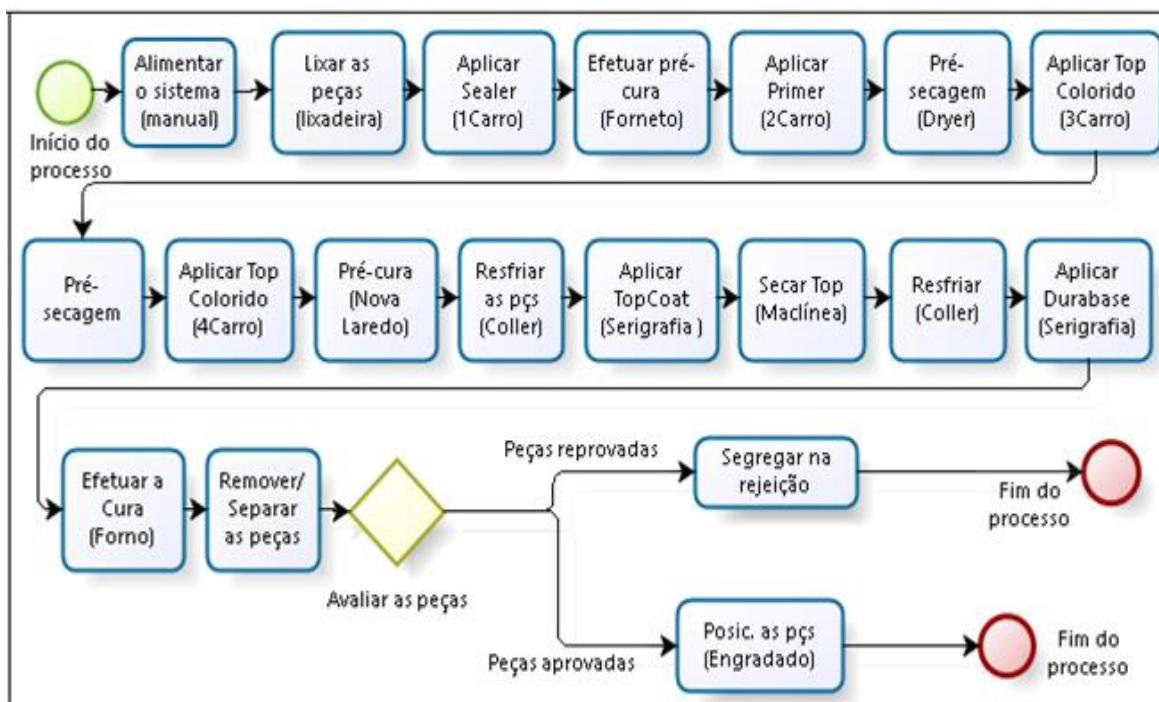 Início do
processo
Alimentar
o sistema
(manual)
Lixar as
peças
(lixadeira)
Aplicar
Sealer
(1Carro)
Efetuar pré-
cura
(Forneto)
Aplicar
Primer
(2Carro)
Pré-
secagem
(Dryer)
Aplicar Top
Colorido
(3Carro)
Pré-
secagem
Aplicar Top
Colorido
(4Carro)
Pré-cura
(Nova
Laredo)
Resfriar
as pçs
(Coller)
Aplicar
TopCoat
(Serigrafia )
Secar Top
(Maclínea)
Resfriar
(Coller)
Aplicar
Durabase
(Serigrafia)
Efetuar a
Cura
(Forno)
Remover/
Separar
as peças
Avaliar as peças
Peças reprovadas
Segregar na
rejeição
Fim do
processo
Peças aprovadas
Posic. as pçs
(Engradado)
Fim do
processo